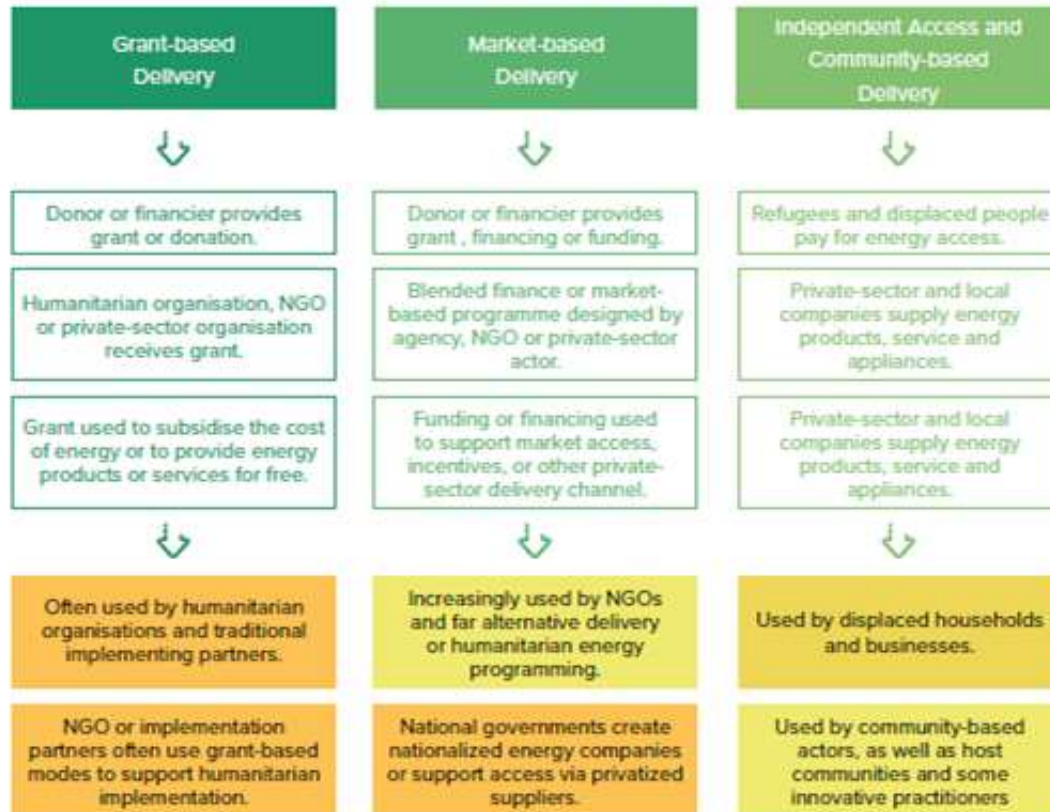 Grant-based
Delivery
Market-based
Delivery
Independent Access and
Community-based
Delivery
Donor or financier provides
grant or donation.
Donor or financier provides
grant , financing or funding.
Refugees and displaced people
pay for energy access.
Humanitarian organisation, NGO
or private-sector organisation
receives grant.
Blended finance or market-
based programme designed by
agency, NGO or private-sector
actor.
Private-sector and local
companies supply energy
products, service and
appliances.
Grant used to subsidise the cost
of energy or to provide energy
products or services for free.
Funding or financing used
to support market access,
incentives, or other private-
sector delivery channel.
Private-sector and local
companies supply energy
products, service and
appliances.
Often used by humanitarian
organisations and traditional
implementing partners.
Increasingly used by NGOs
and far alternative delivery
or humanitarian energy
programming.
Used by displaced households
and businesses.
NGO or implementation
partners often use grant-based
modes to support humanitarian
implementation.
National governments create
nationalized energy companies
or support access via privatized
suppliers.
Used by community-based
actors, as well as host
communities and some
innovative practitioners